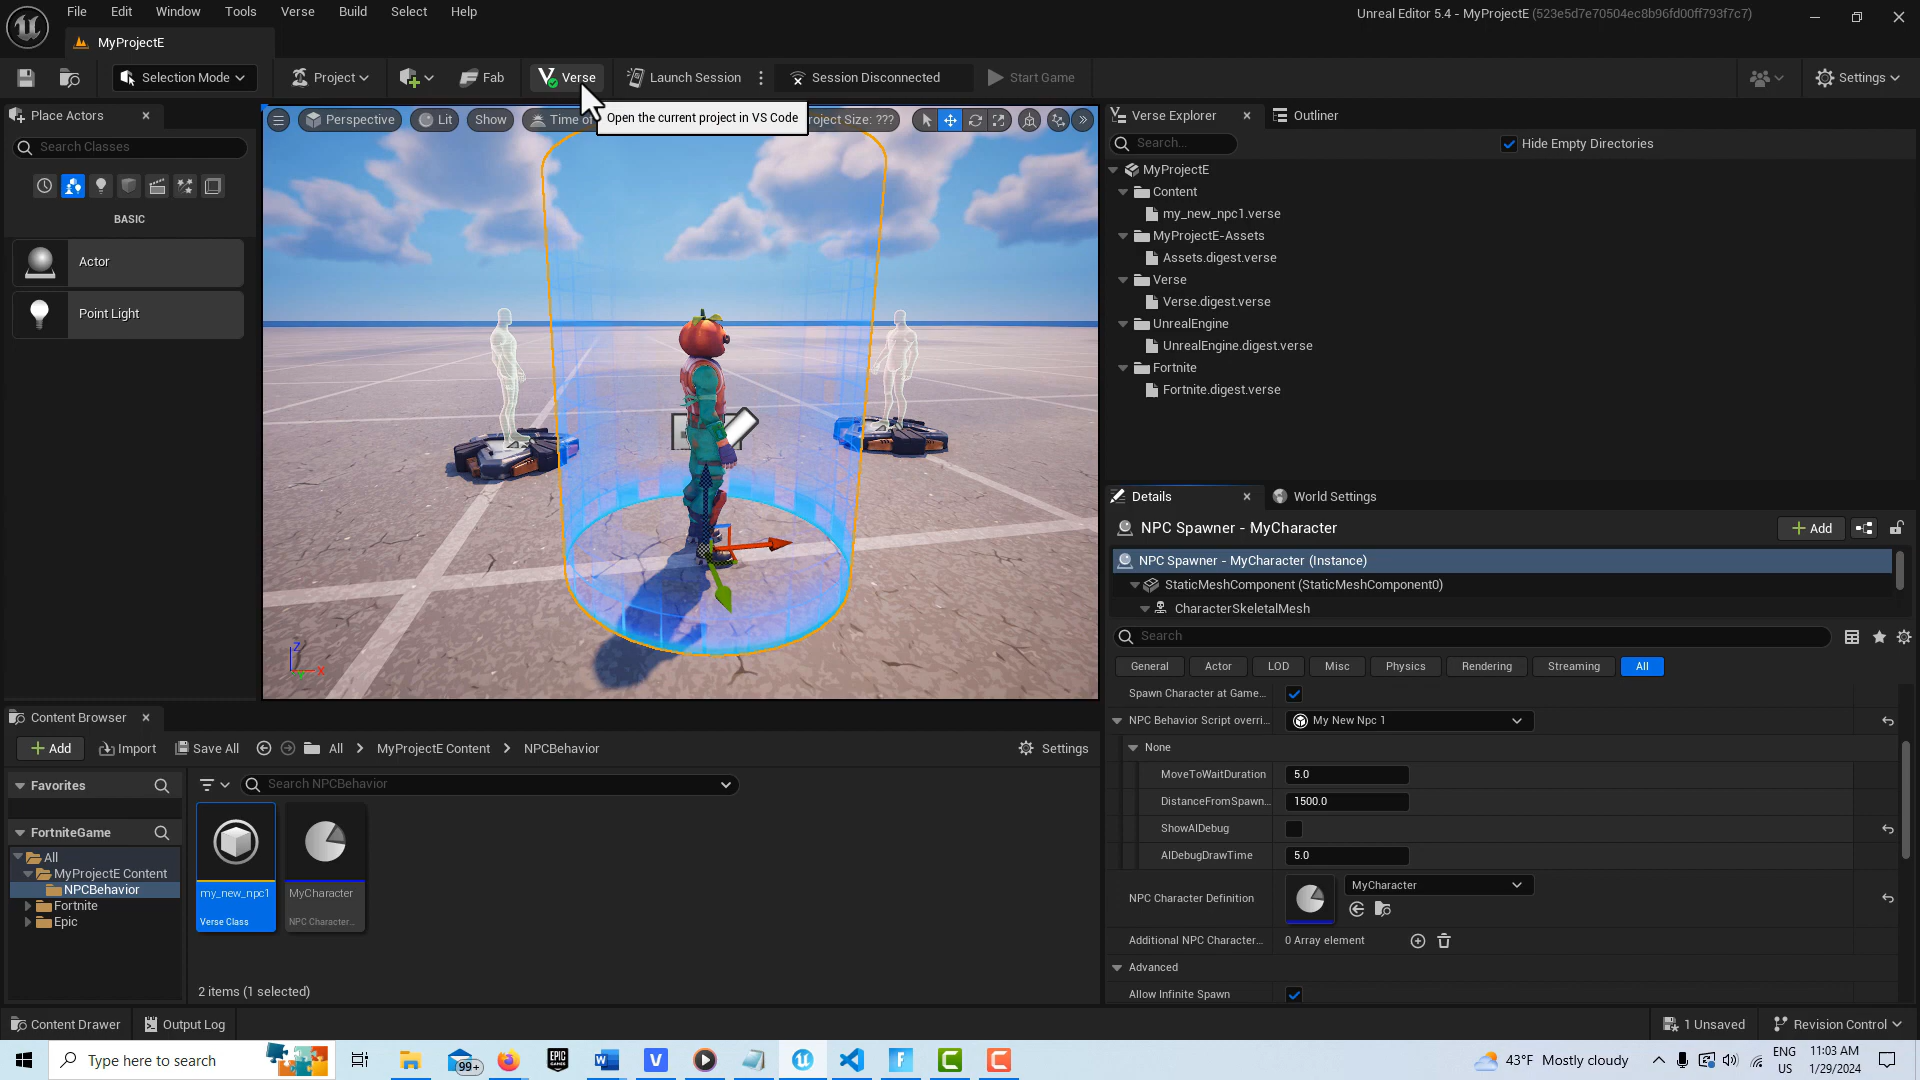 File Edit Window Tools Verse Build Select Help
Unreal Editor 5.4 - MyProjectE (523e5d7e70504ec8b96fd00ff793f7c7)
MyProjectE
Selection Mode
Project
Fab
Verse
Launch Session
Session Disconnected
Start Game
Settings
Place Actors
Search Classes
BASIC
Actor
Point Light
Perspective
Lit
Show
Time of
roject Size: ???
Open the current project in VS Code
Z
X
Y
Verse Explorer
Outliner
Search...
Hide Empty Directories
MyProjectE
Content
my_new_npc1.verse
MyProjectE-Assets
Assets.digest.verse
Verse
Verse.digest.verse
UnrealEngine
UnrealEngine.digest.verse
Fortnite
Fortnite.digest.verse
Details
World Settings
NPC Spawner - MyCharacter
Add
NPC Spawner - MyCharacter (Instance)
StaticMeshComponent (StaticMeshComponent0)
CharacterSkeletalMesh
Search
General Actor LOD Misc Physics Rendering Streaming All
Spawn Character at Game...
NPC Behavior Script overri... My New Npc 1
None
MoveToWaitDuration 5.0
DistanceFromSpawn... 1500.0
ShowAIDebug
AIDebugDrawTime 5.0
NPC Character Definition MyCharacter
Additional NPC Character... 0 Array element
Advanced
Allow Infinite Spawn
Content Browser
Add
Import
Save All
All > MyProjectE Content > NPCBehavior
Settings
Favorites
Search NPCBehavior
FortniteGame
All
MyProjectE Content
NPCBehavior
Fortnite
Epic
my_new_npc1
Verse Class
MyCharacter
NPC Character...
2 items (1 selected)
Content Drawer
Output Log
1 Unsaved
Revision Control
Type here to search
99+
EPIC
GAMES
43°F Mostly cloudy
ENG
US
11:03 AM
1/29/2024